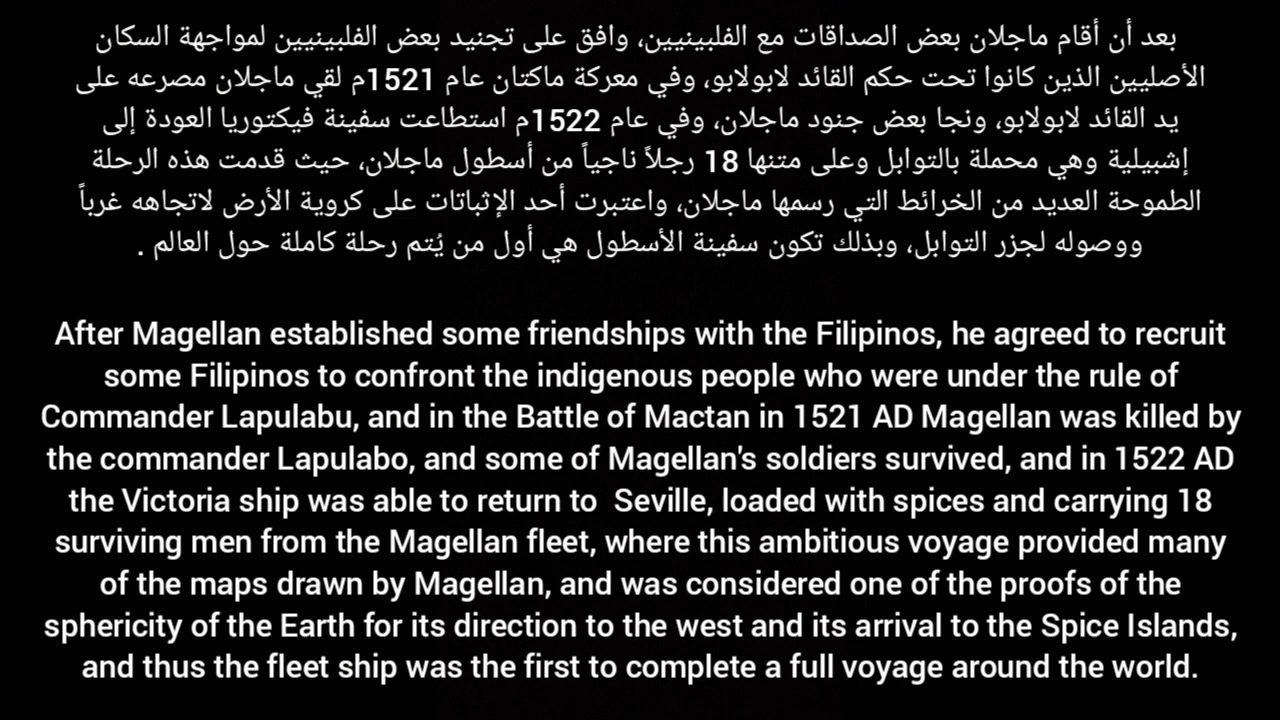 بعد أن أقام ماجلان بعض الصداقات مع الفلبينيين، وافق على تجنيد بعض الفلبينيين لمواجهة السكان
الأصليين الذين كانوا تحت حكم القائد لابولابو، وفي معركة ماكتان عام 1521م لقي ماجلان مصرعه على
يد القائد لابولابو، ونجا بعض جنود ماجلان، وفي عام 1522م استطاعت سفينة فيكتوريا العودة إلى
إشبيلية وهي محملة بالتوابل وعلى متنها 18 رجلاً ناجياً من أسطول ماجلان، حيث قدمت هذه الرحلة
الطموحة العديد من الخرائط التي رسمها ماجلان، واعتبرت أحد الإثباتات على كروية الأرض لاتجاهه غرباً
ووصوله لجزر التوابل، وبذلك تكون سفينة الأسطول هي أول من يُتم رحلة كاملة حول العالم .
After Magellan established some friendships with the Filipinos, he agreed to recruit
some Filipinos to confront the indigenous people who were under the rule of
Commander Lapulabu, and in the Battle of Mactan in 1521 AD Magellan was killed by
the commander Lapulabo, and some of Magellan's soldiers survived, and in 1522 AD
the Victoria ship was able to return to  Seville, loaded with spices and carrying 18
surviving men from the Magellan fleet, where this ambitious voyage provided many
of the maps drawn by Magellan, and was considered one of the proofs of the
sphericity of the Earth for its direction to the west and its arrival to the Spice Islands,
and thus the fleet ship was the first to complete a full voyage around the world.